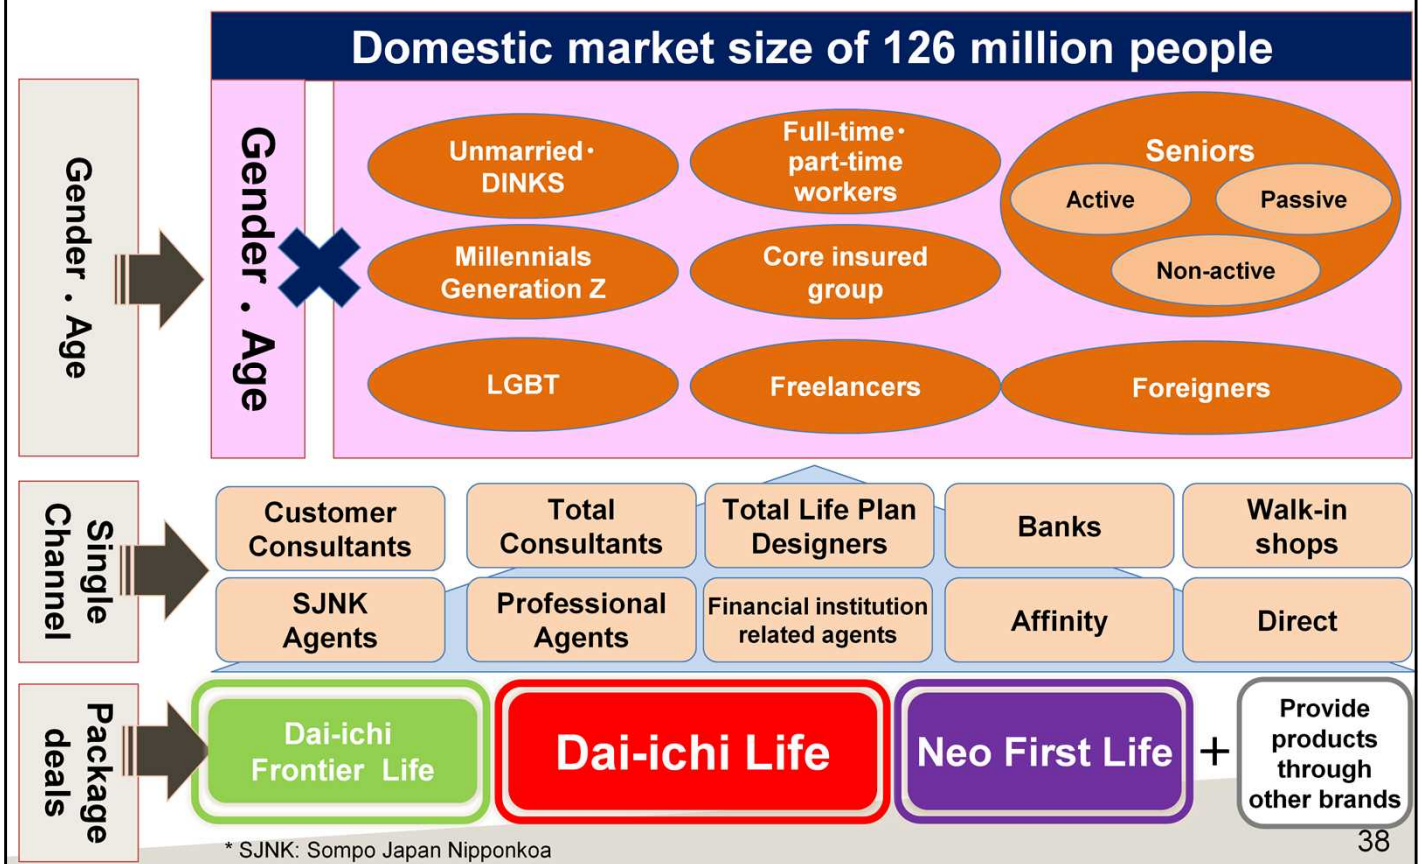 Domestic market size of 126 million people
Gender . Age
Gender . Age
Unmarried・
DINKS
Full-time・
part-time
workers
Seniors
Active
Passive
Non-active
Millennials
Generation Z
Core insured
group
LGBT
Freelancers
Foreigners
Single
Channel
Customer
Consultants
Total
Consultants
Total Life Plan
Designers
Banks
Walk-in
shops
SJNK
Agents
Professional
Agents
Financial institution
related agents
Affinity
Direct
Package
deals
Dai-ichi
Frontier Life
Dai-ichi Life
Neo First Life
+
Provide
products
through
other brands
* SJNK: Sompo Japan Nipponkoa
38